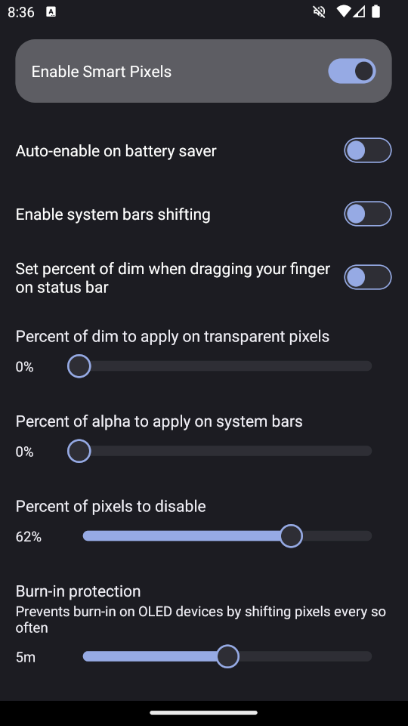 8:36 A
Enable Smart Pixels
Auto-enable on battery saver
Enable system bars shifting
Set percent of dim when dragging your finger
on status bar
Percent of dim to apply on transparent pixels
0%
Percent of alpha to apply on system bars
0%
Percent of pixels to disable
62%
Burn-in protection
Prevents burn-in on OLED devices by shifting pixels every so
often
5m